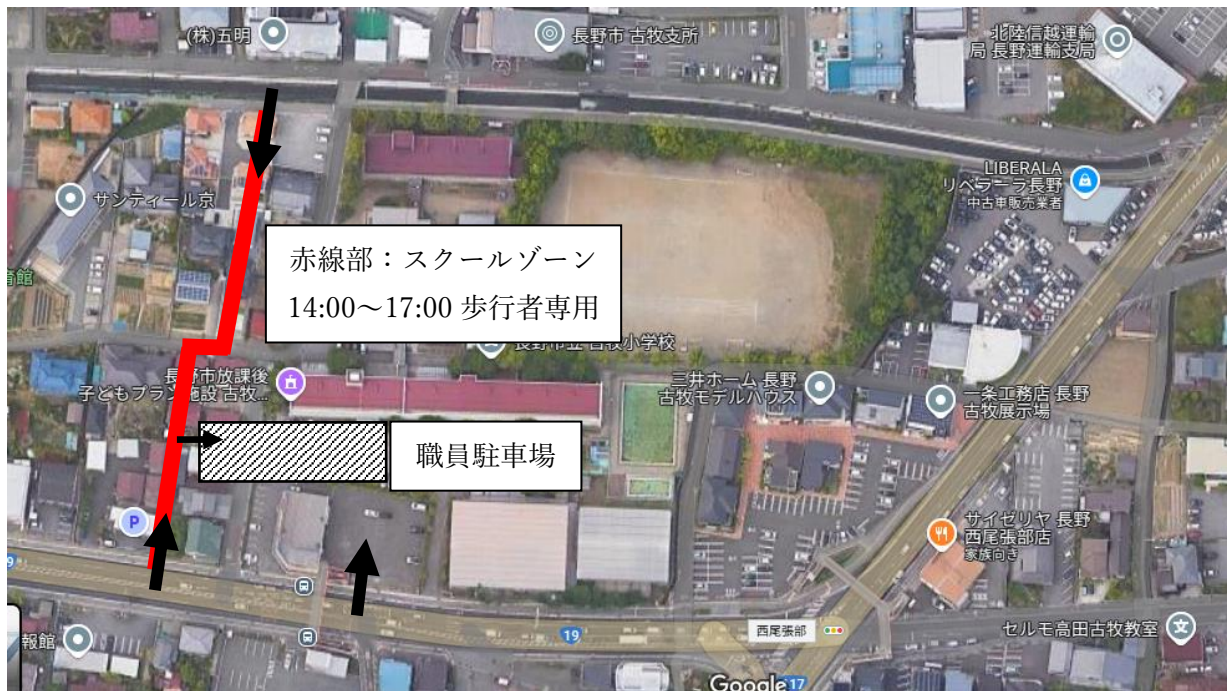 (株)五明
長野市 古牧支所
北陸信越運輸
局 長野運輸支局
LIBERALA
リベラーラ長野
中古車販売業者
サンティール京
育館
赤線部：スクールゾーン
14:00～17:00 歩行者専用
長野市立 古牧小学校
長野市放課後
子どもプラン施設 古牧...
三井ホーム 長野
古牧モデルハウス
一条工務店 長野
古牧展示場
職員駐車場
P
サイゼリヤ 長野
西尾張部店
家族向き
9
19
西尾張部
セルモ高田古牧教室
文
報館
Google
117